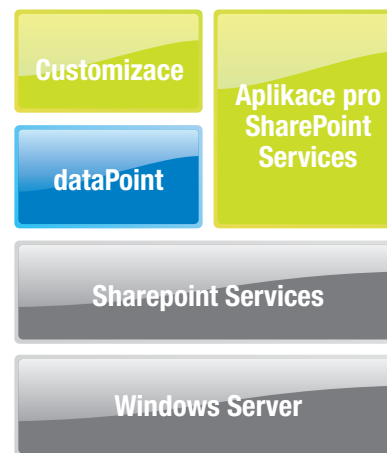 Customizace
Aplikace pro
SharePoint
Services
dataPoint
Sharepoint Services
Windows Server